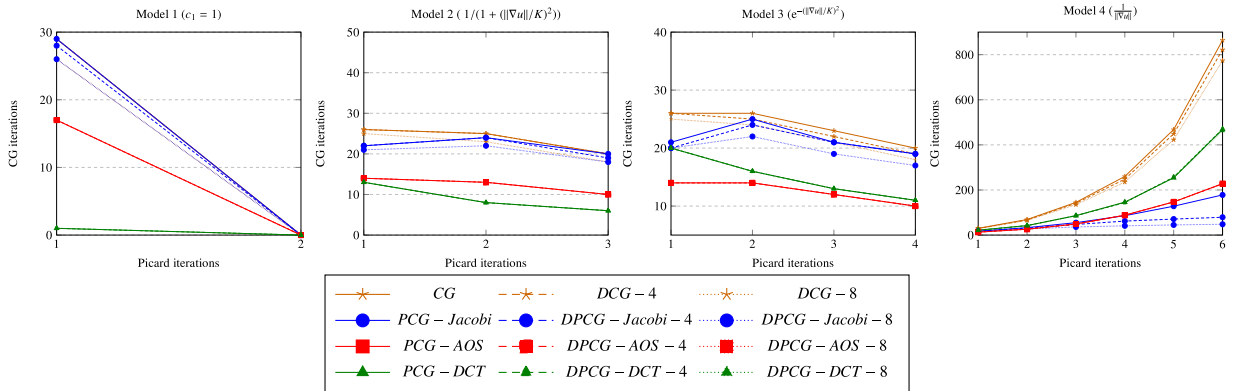 Model 1 (c₁ = 1)
CG iterations
30
20
10
0
1
2
Picard iterations
Model 2 ( 1/(1 + (‖∇u‖/K)²))
CG iterations
50
40
30
20
10
0
1
2
3
Picard iterations
Model 3 (e^{-(‖∇u‖/K)²})
CG iterations
40
30
20
10
1
2
3
4
Picard iterations
Model 4 (1/‖∇u‖)
CG iterations
800
600
400
200
0
1
2
3
4
5
6
Picard iterations
CG DCG − 4 DCG − 8
PCG − Jacobi DPCG − Jacobi − 4 DPCG − Jacobi − 8
PCG − AOS DPCG − AOS − 4 DPCG − AOS − 8
PCG − DCT DPCG − DCT − 4 DPCG − DCT − 8